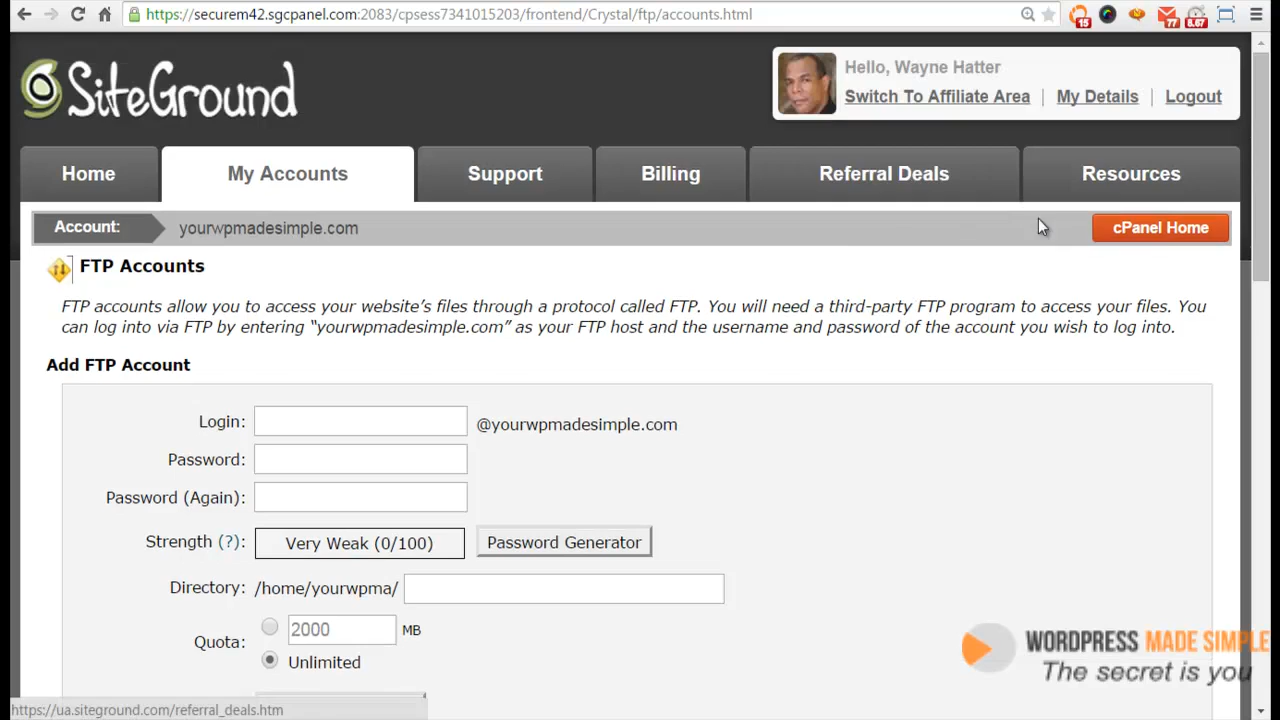 https://securem42.sgcpanel.com:2083/cpsess7341015203/frontend/Crystal/ftp/accounts.html
15
77
8.67
SiteGround
Hello, Wayne Hatter
Switch To Affiliate Area | My Details | Logout
Home
My Accounts
Support
Billing
Referral Deals
Resources
Account:
yourwpmadesimple.com
cPanel Home
FTP Accounts
FTP accounts allow you to access your website's files through a protocol called FTP. You will need a third-party FTP program to access your files. You
can log into via FTP by entering "yourwpmadesimple.com" as your FTP host and the username and password of the account you wish to log into.
Add FTP Account
Login:
@yourwpmadesimple.com
Password:
Password (Again):
Strength (?):
Very Weak (0/100)
Password Generator
Directory:
/home/yourwpma/
Quota:
2000
MB
Unlimited
WORDPRESS MADE SIMPLE
The secret is you
https://ua.siteground.com/referral_deals.htm